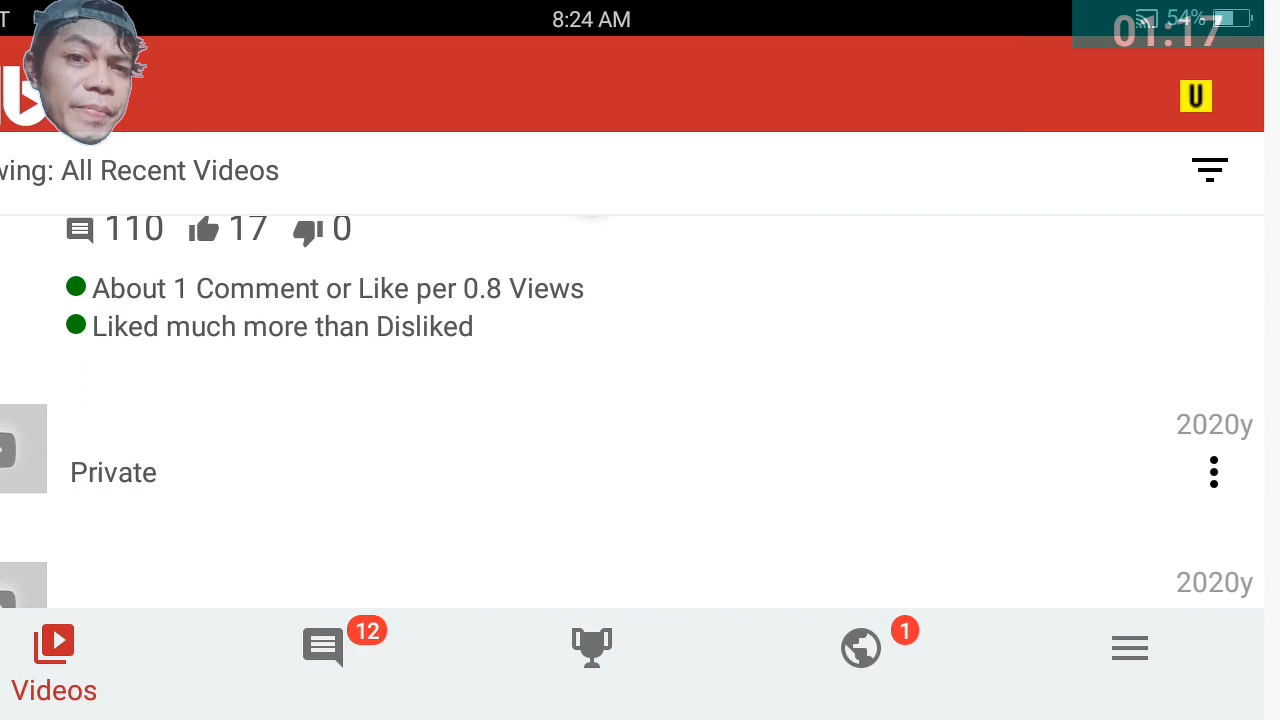 T 8:24 AM 54%
01:17
U
wing: All Recent Videos
110 17 0
About 1 Comment or Like per 0.8 Views
Liked much more than Disliked
2020y
Private
2020y
12 1
Videos